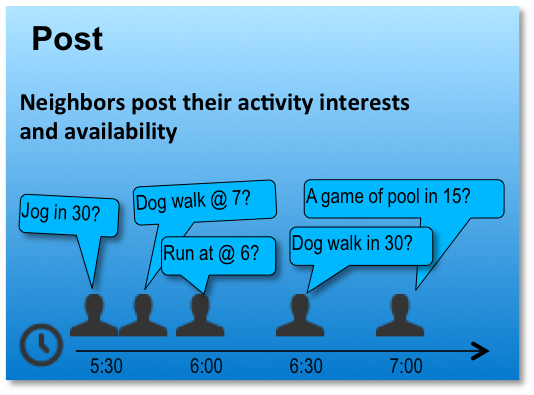 Post
Neighbors post their activity interests
and availability
Jog in 30?
Dog walk @ 7?
A game of pool in 15?
Run at @ 6?
Dog walk in 30?
5:30
6:00
6:30
7:00